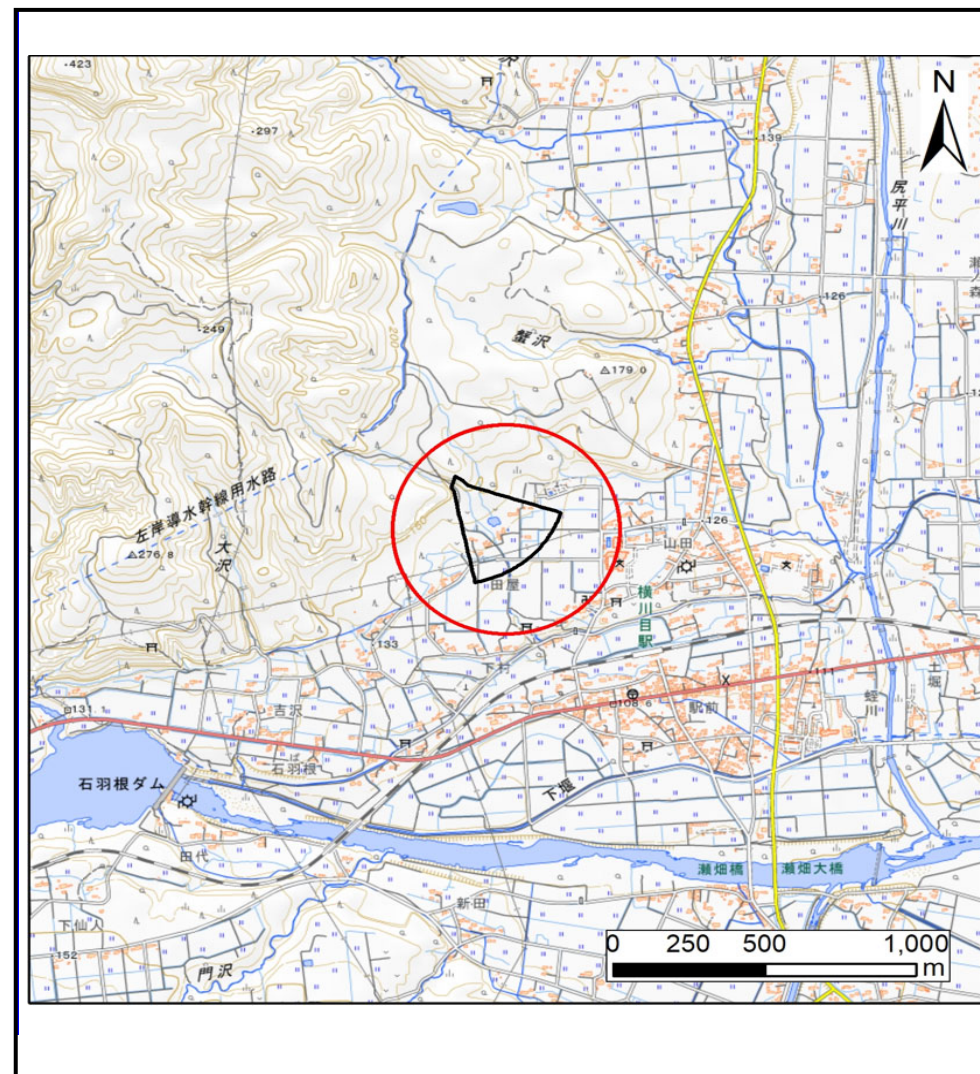 423
N
297
139
尻平川
249
200
126
蟹沢
179.0
左岸導水幹線用水路
276.8
大沢
150
126
山田
田屋
横川目駅
133
下村
131.1
吉沢
108.6
駅前
111
蛭川
土堀
石羽根
石羽根ダム
下堰
田代
瀬畑橋
瀬畑大橋
新田
下仙人
152
門沢
0 250 500 1,000
m